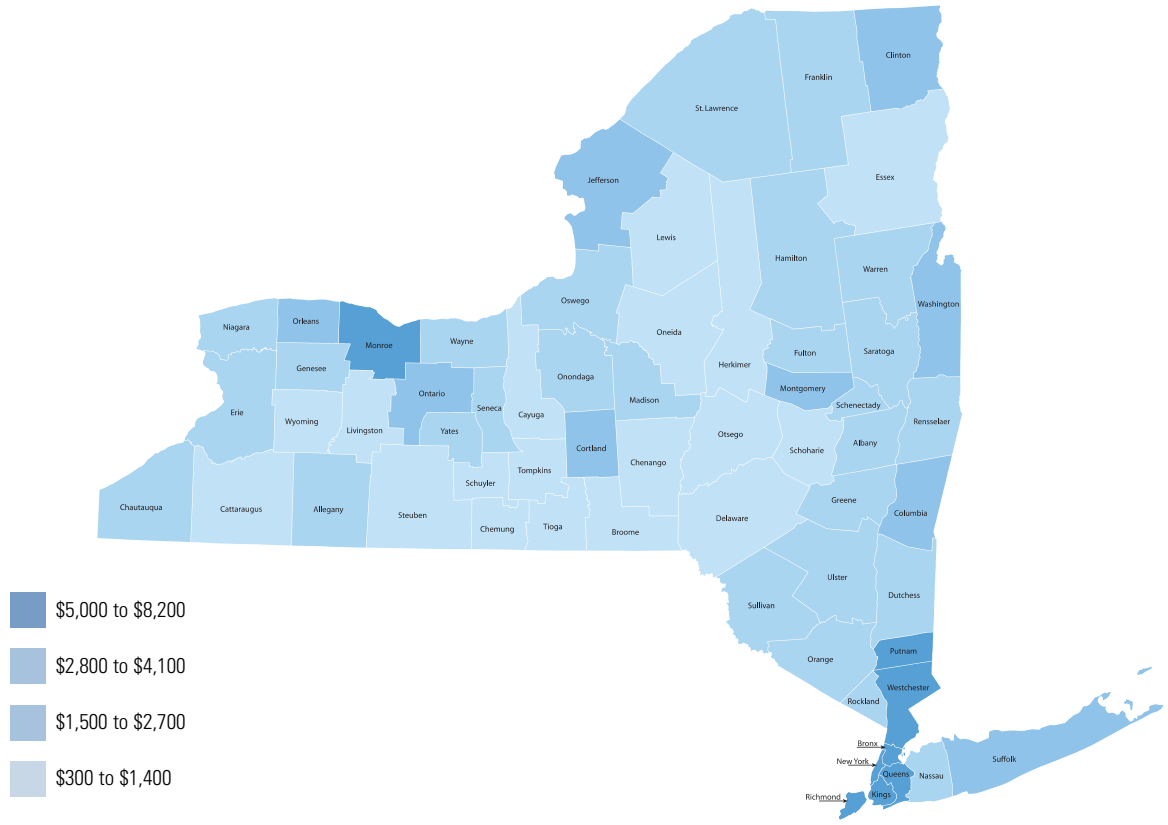 Clinton
Franklin
St. Lawrence
Essex
Jefferson
Lewis
Hamilton
Warren
Oswego
Washington
Orleans
Niagara
Oneida
Wayne
Monroe
Saratoga
Fulton
Herkimer
Genesee
Onondaga
Montgomery
Ontario
Madison
Schenectady
Seneca
Erie
Cayuga
Wyoming
Rensselaer
Livingston
Yates
Otsego
Albany
Cortland
Schoharie
Chenango
Tompkins
Schuyler
Greene
Chautauqua
Cattaraugus
Allegany
Columbia
Steuben
Delaware
Tioga
Chemung
Broome
Ulster
Dutchess
Sullivan
$5,000 to $8,200
Putnam
Orange
$2,800 to $4,100
Westchester
Rockland
$1,500 to $2,700
Bronx
Suffolk
New York
Queens
Nassau
$300 to $1,400
Kings
Richmond